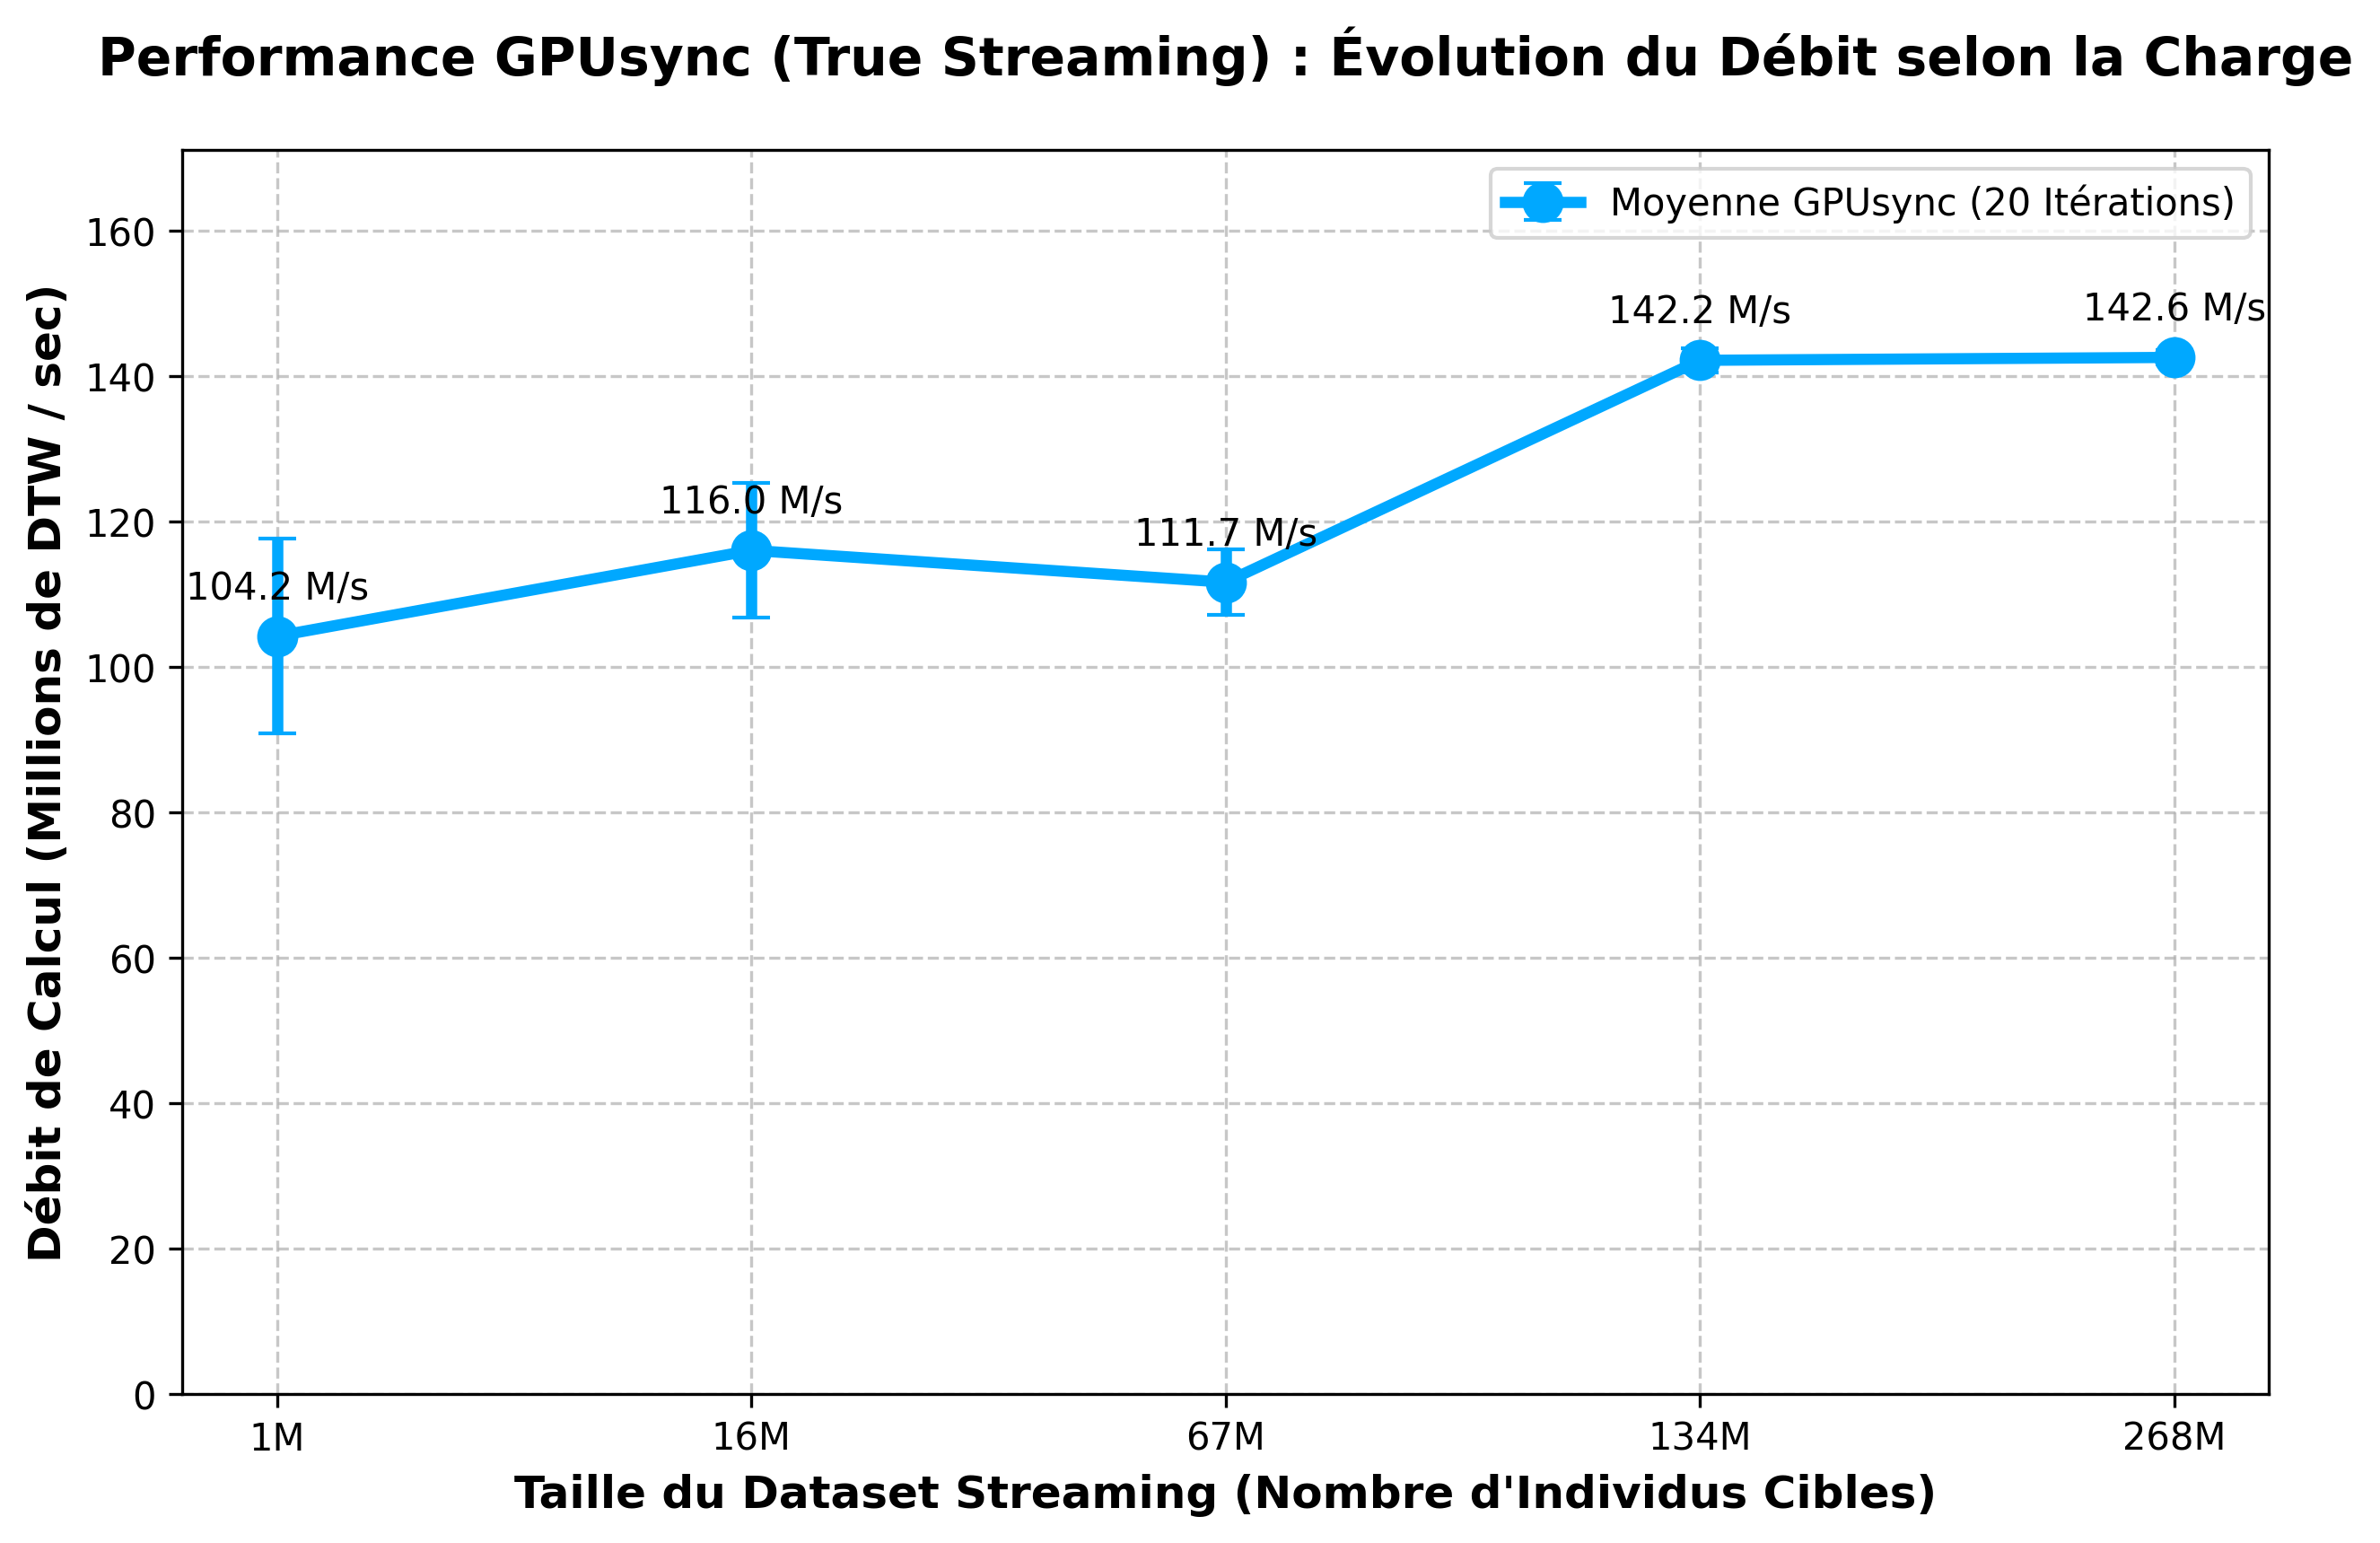 Performance GPUsync (True Streaming) : Évolution du Débit selon la Charge
Moyenne GPUsync (20 Itérations)
Débit de Calcul (Millions de DTW / sec)
160
140
120
100
80
60
40
20
0
104.2 M/s
116.0 M/s
111.7 M/s
142.2 M/s
142.6 M/s
1M
16M
67M
134M
268M
Taille du Dataset Streaming (Nombre d'Individus Cibles)